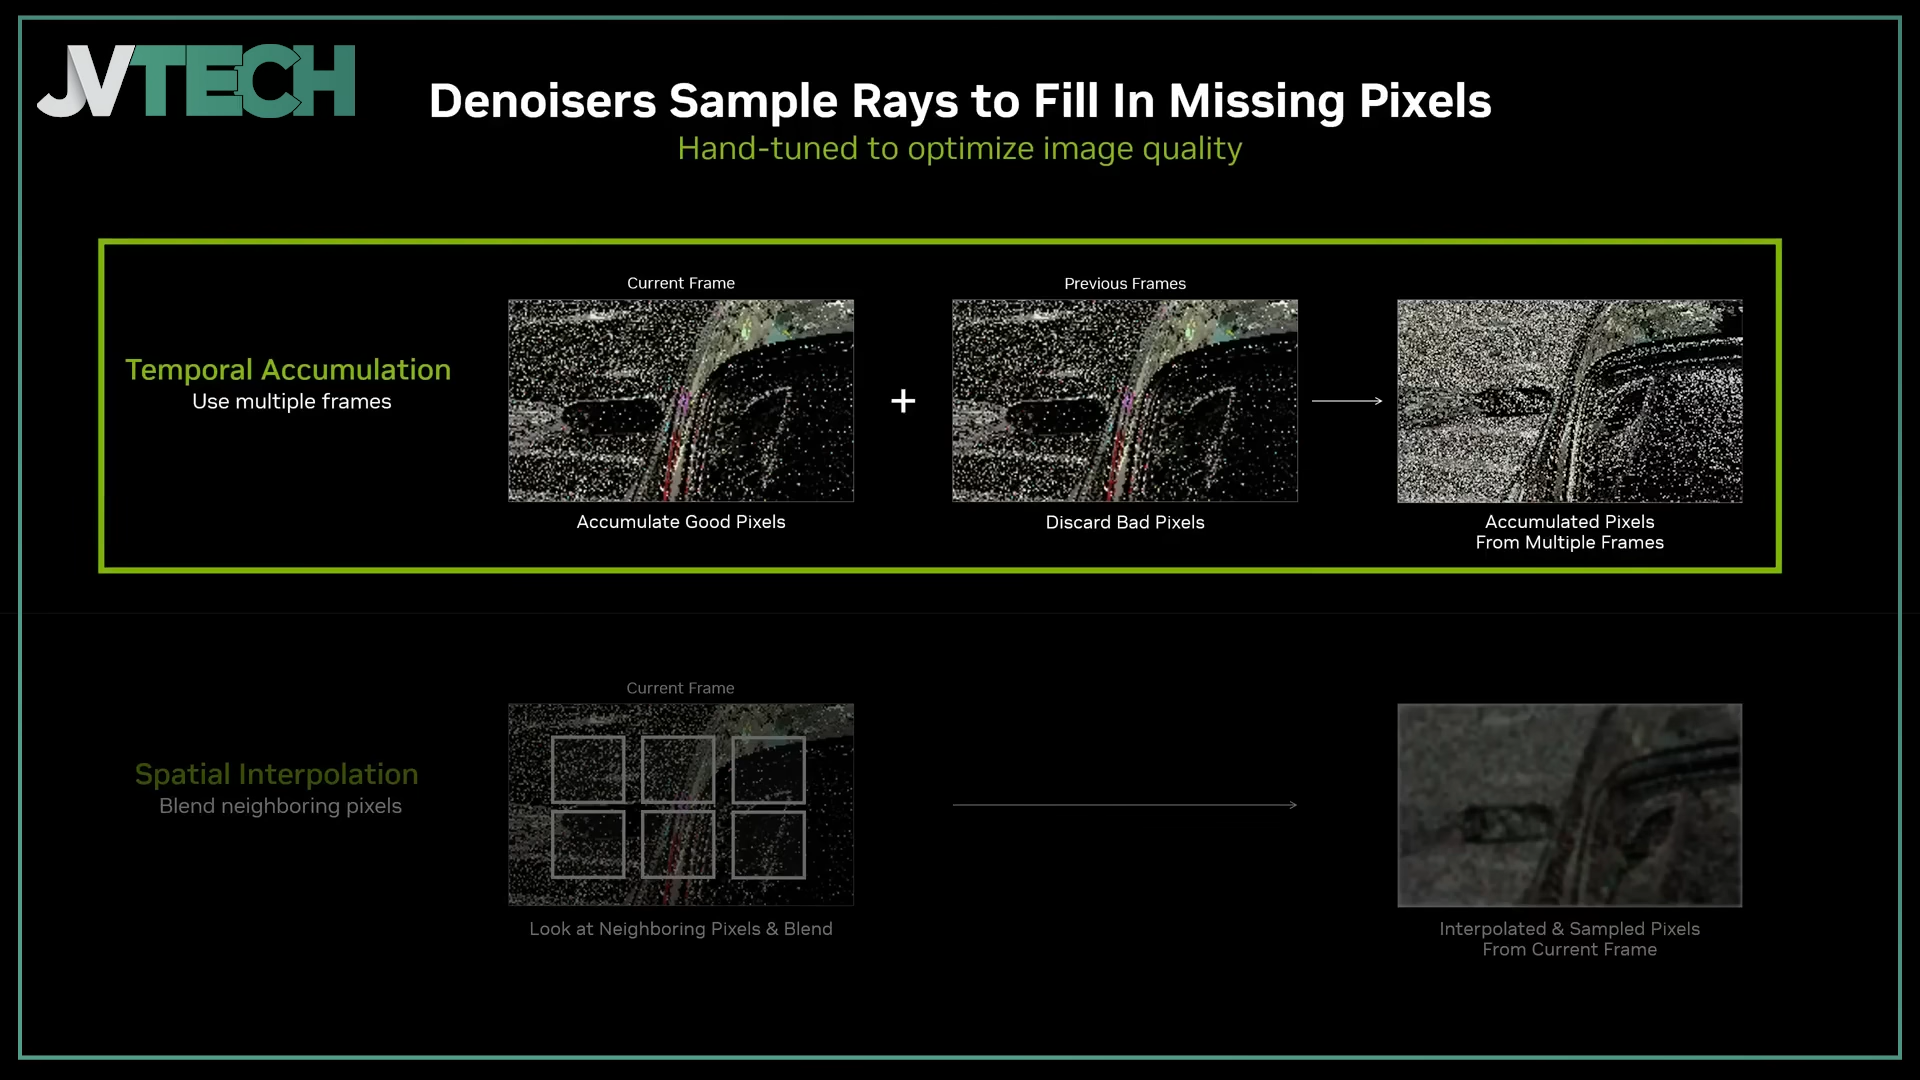 JVTECH
Denoisers Sample Rays to Fill In Missing Pixels
Hand-tuned to optimize image quality
Current Frame
Previous Frames
Temporal Accumulation
Use multiple frames
+
Accumulate Good Pixels
Discard Bad Pixels
Accumulated Pixels
From Multiple Frames
Current Frame
Spatial Interpolation
Blend neighboring pixels
Look at Neighboring Pixels & Blend
Interpolated & Sampled Pixels
From Current Frame